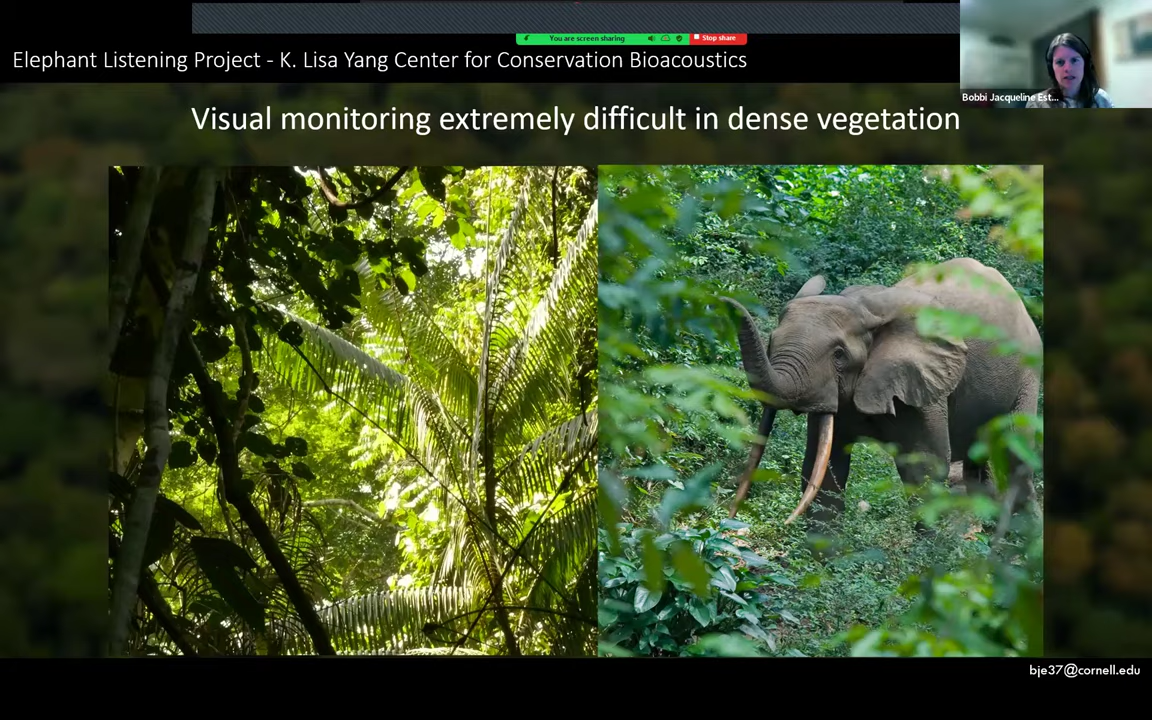 You are screen sharing
Stop share
Elephant Listening Project - K. Lisa Yang Center for Conservation Bioacoustics
Bobbi Jacqueline Est...
Visual monitoring extremely difficult in dense vegetation
bje37@cornell.edu